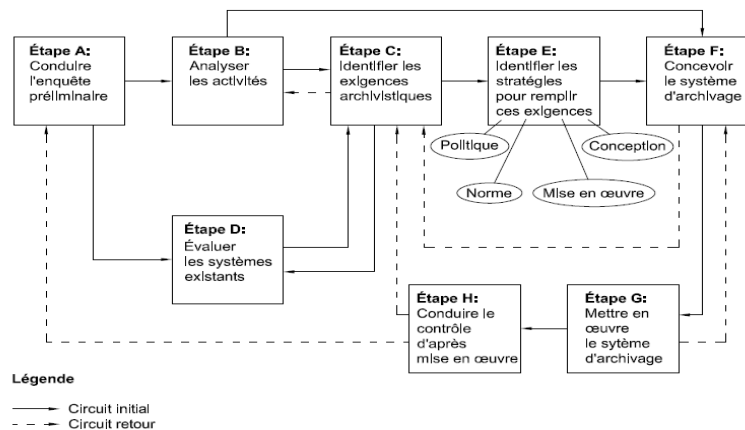 Étape A:
Conduire
l'enquête
préliminaire
Étape B:
Analyser
les activités
Étape C:
Identifier les
exigences
archivistiques
Étape E:
Identifier les
stratégies
pour remplir
ces exigences
Étape F:
Concevoir
le système
d'archivage
Politique
Conception
Norme
Mise en œuvre
Étape D:
Évaluer
les systèmes
existants
Étape H:
Conduire le
contrôle
d'après
mise en œuvre
Étape G:
Mettre en
œuvre
le sytème
d'archivage
Légende
Circuit initial
Circuit retour